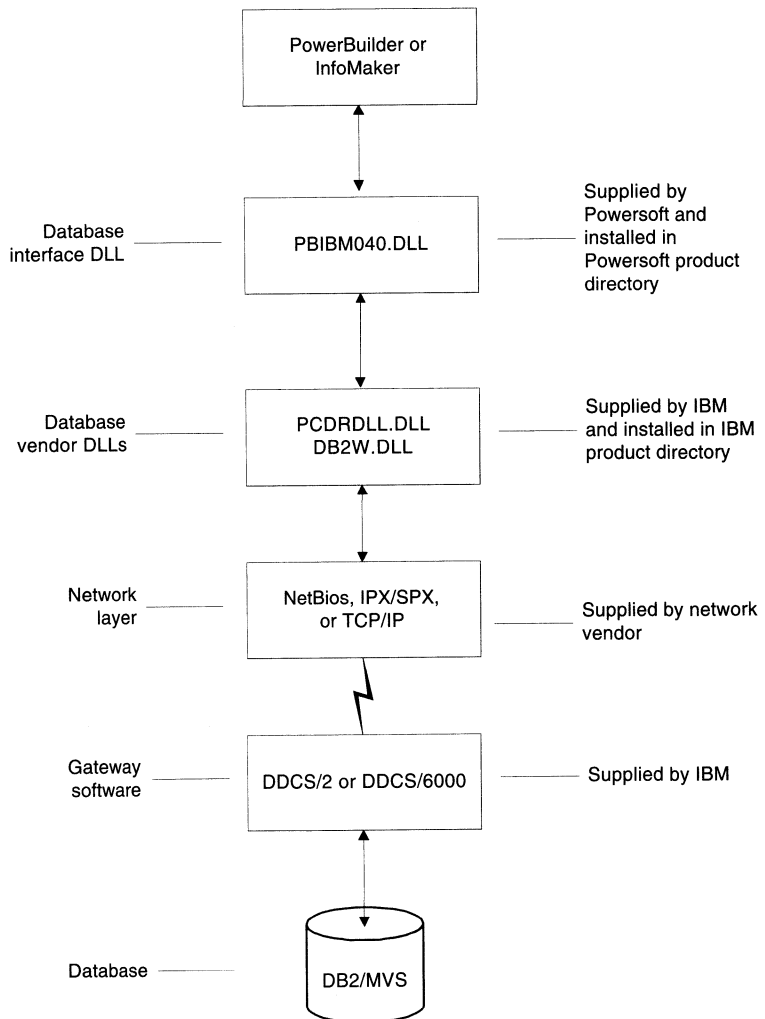 PowerBuilder or
InfoMaker
Database
interface DLL
PBIBM040.DLL
Supplied by
Powersoft and
installed in
Powersoft product
directory
Database
vendor DLLs
PCDRDLL.DLL
DB2W.DLL
Supplied by IBM
and installed in IBM
product directory
Network
layer
NetBios, IPX/SPX,
or TCP/IP
Supplied by network
vendor
Gateway
software
DDCS/2 or DDCS/6000
Supplied by IBM
Database
DB2/MVS